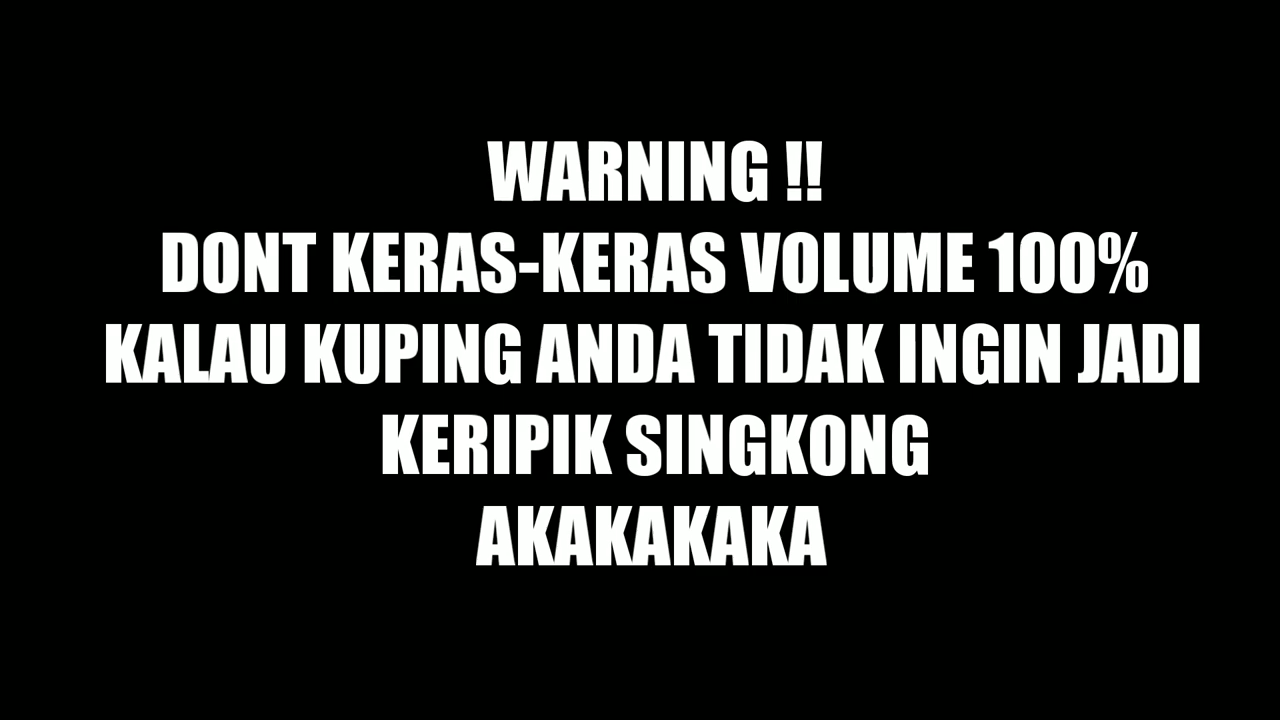 WARNING !!
DONT KERAS-KERAS VOLUME 100%
KALAU KUPING ANDA TIDAK INGIN JADI
KERIPIK SINGKONG
AKAKAKAKA